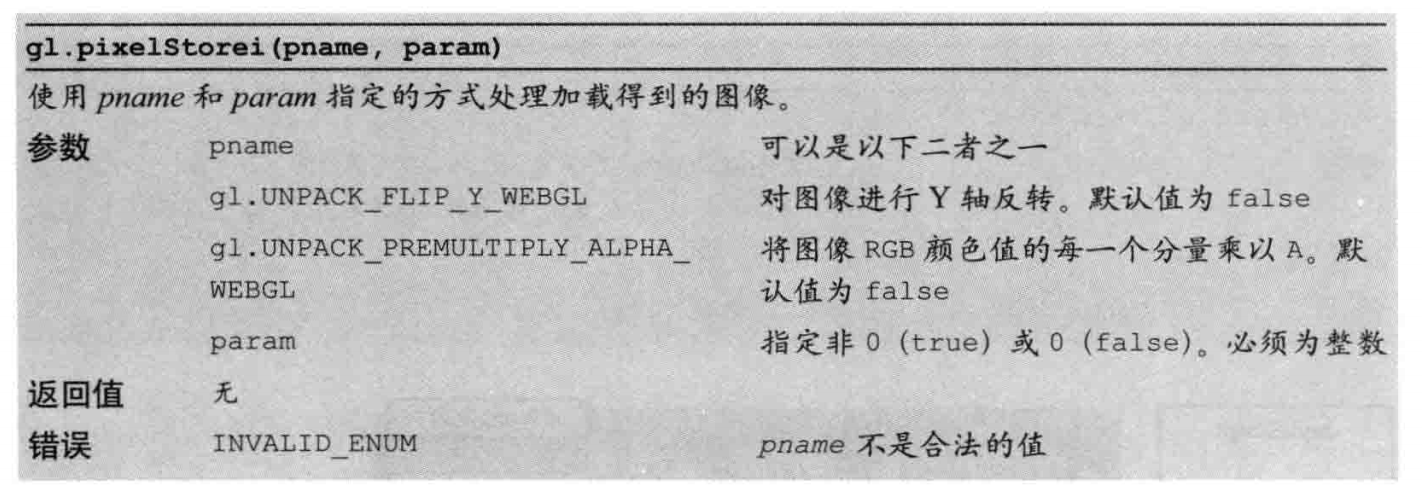 gl.pixelStorei(pname, param)
使用 pname 和 param 指定的方式处理加载得到的图像。
参数 pname 可以是以下二者之一
gl.UNPACK_FLIP_Y_WEBGL 对图像进行 Y 轴反转。默认值为 false
gl.UNPACK_PREMULTIPLY_ALPHA_ 将图像 RGB 颜色值的每一个分量乘以 A。默
WEBGL 认值为 false
param 指定非 0 (true) 或 0 (false)。必须为整数
返回值 无
错误 INVALID_ENUM pname 不是合法的值